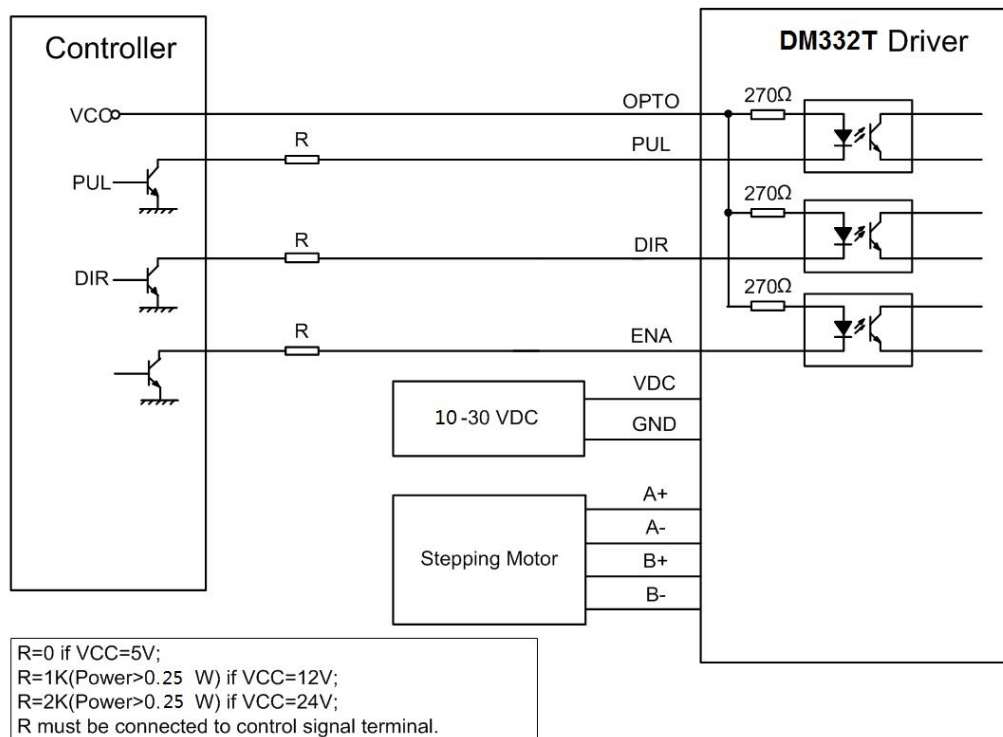 Controller
DM332T Driver
VCC
OPTO
270Ω
R
PUL
PUL
270Ω
R
DIR
DIR
270Ω
R
ENA
VDC
10-30 VDC
GND
A+
A-
Stepping Motor
B+
B-
R=0 if VCC=5V;
R=1K(Power>0.25 W) if VCC=12V;
R=2K(Power>0.25 W) if VCC=24V;
R must be connected to control signal terminal.